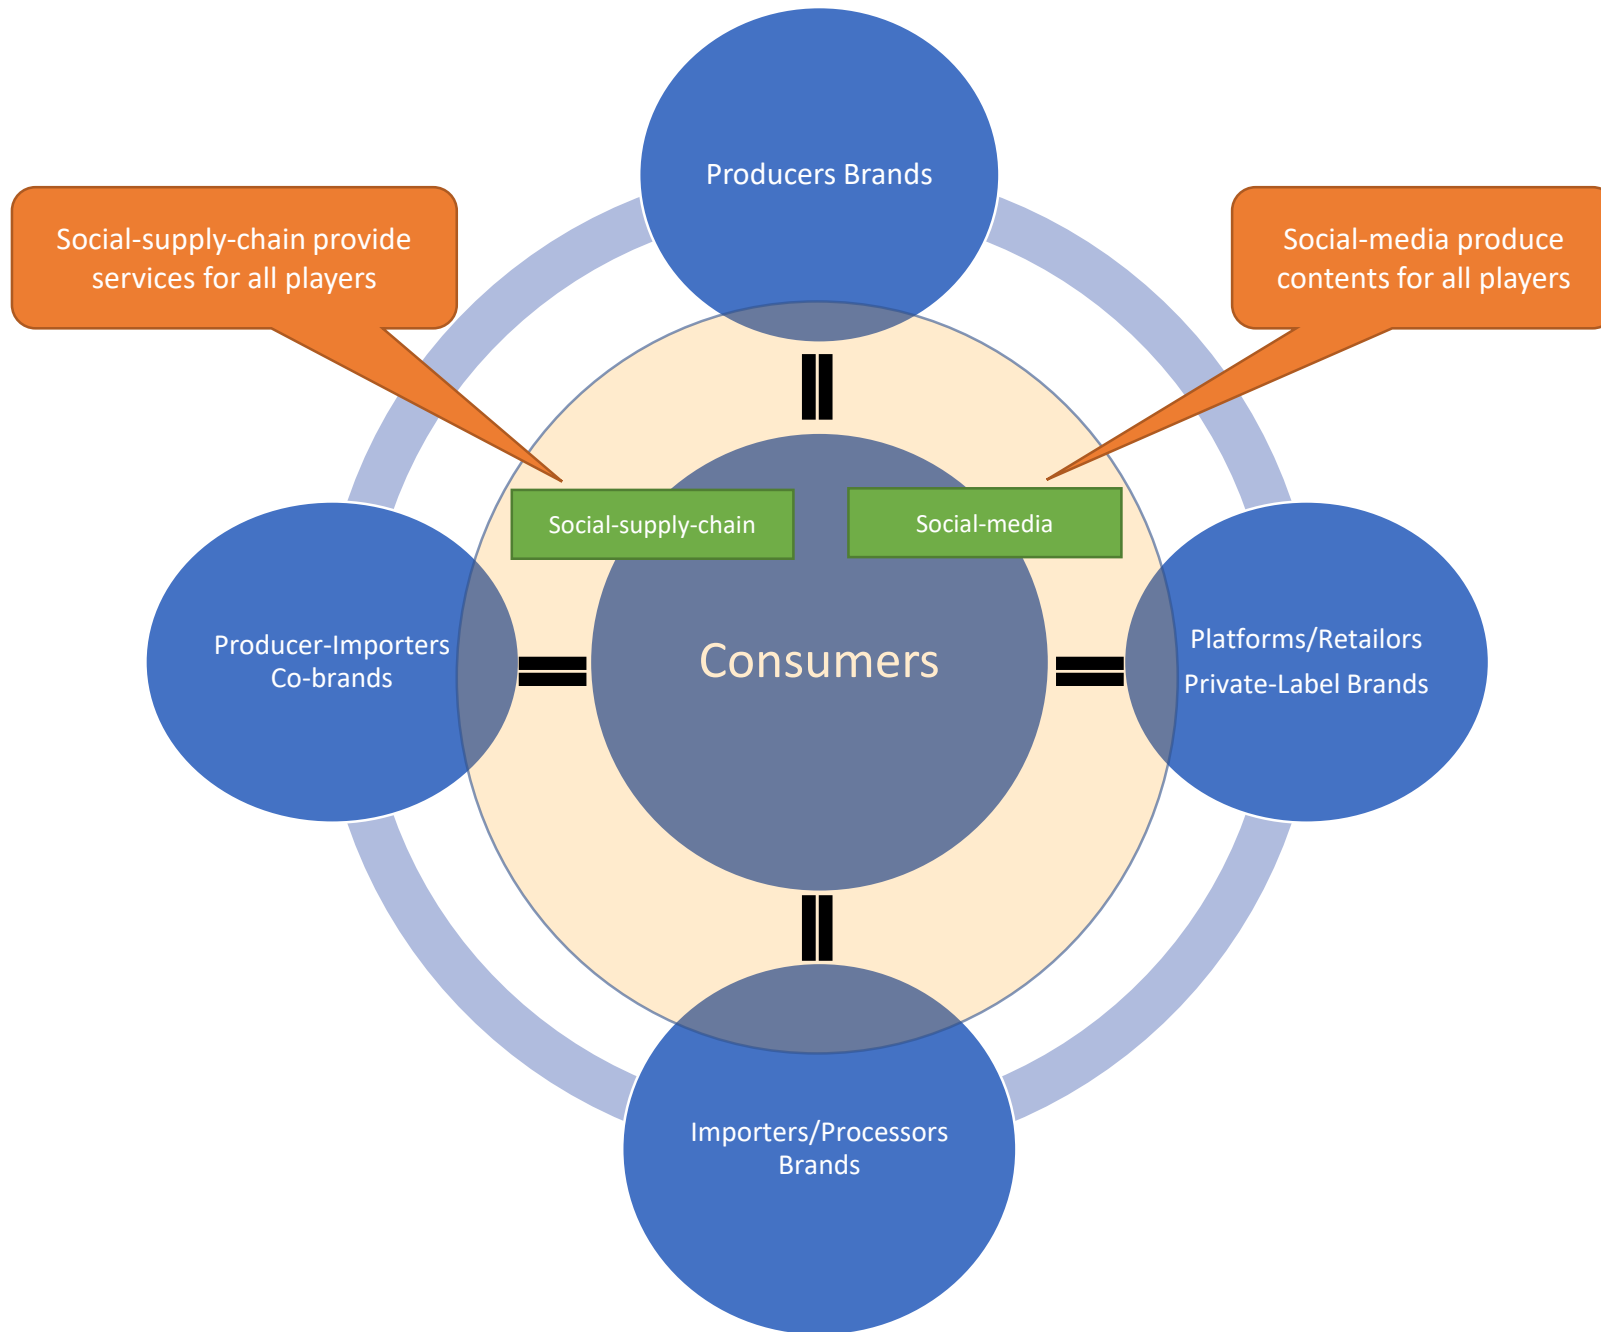 Producers Brands
Social-supply-chain provide
services for all players
Social-media produce
contents for all players
Social-supply-chain
Social-media
Producer-Importers
Co-brands
Consumers
Platforms/Retailors
Private-Label Brands
Importers/Processors
Brands